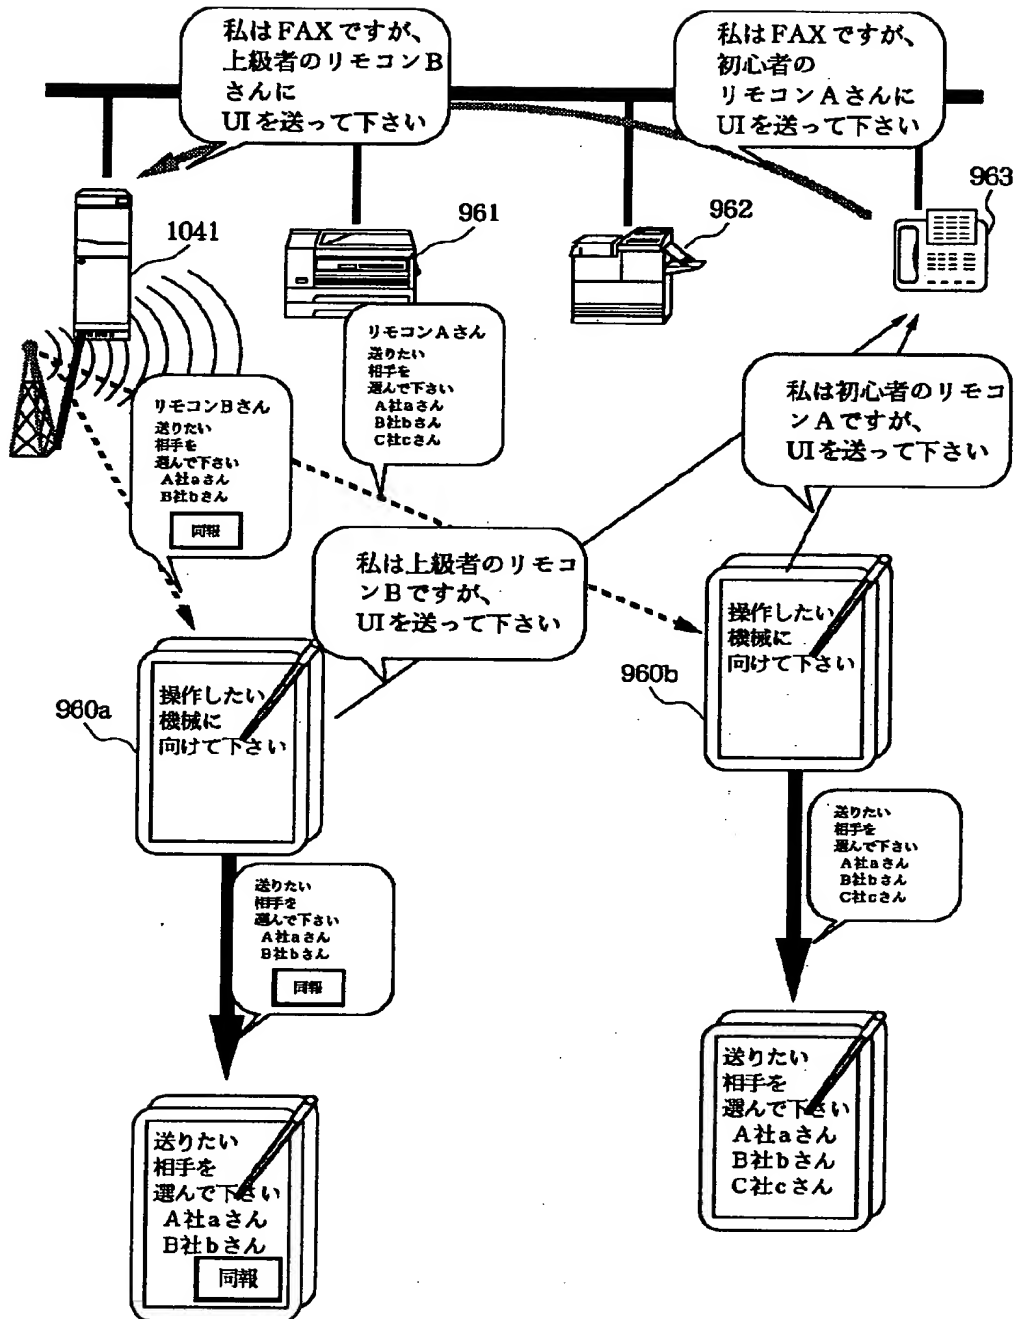 私はFAXですが、
上級者のリモコンB
さんに
UIを送って下さい
私はFAXですが、
初心者の
リモコンAさんに
UIを送って下さい
963
1041
961
962
リモコンAさん
送りたい
相手を
選んで下さい
A社aさん
B社bさん
C社cさん
リモコンBさん
送りたい
相手を
選んで下さい
A社aさん
B社bさん
同報
私は初心者のリモコ
ンAですが、
UIを送って下さい
私は上級者のリモコ
ンBですが、
UIを送って下さい
960a
操作したい
機械に
向けて下さい
960b
操作したい
機械に
向けて下さい
送りたい
相手を
選んで下さい
A社aさん
B社bさん
同報
送りたい
相手を
選んで下さい
A社aさん
B社bさん
C社cさん
送りたい
相手を
選んで下さい
A社aさん
B社bさん
同報
送りたい
相手を
選んで下さい
A社aさん
B社bさん
C社cさん